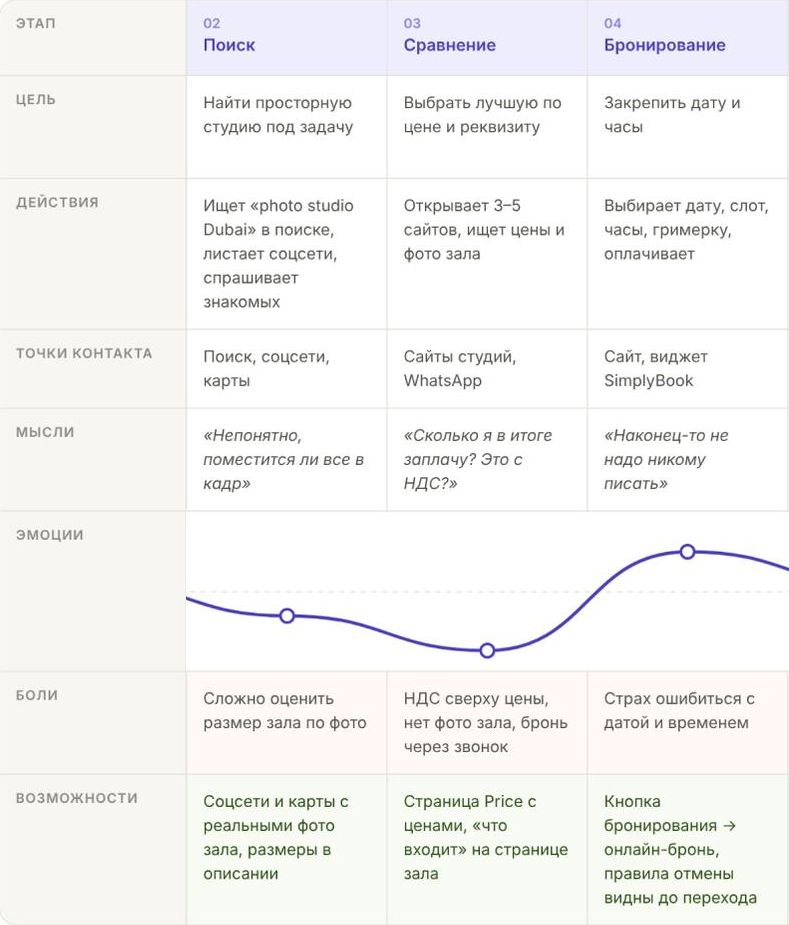 ЭТАП
02
Поиск
03
Сравнение
04
Бронирование
ЦЕЛЬ
Найти просторную
студию под задачу
Выбрать лучшую по
цене и реквизиту
Закрепить дату и
часы
ДЕЙСТВИЯ
Ищет «photo studio
Dubai» в поиске,
листает соцсети,
спрашивает
знакомых
Открывает 3–5
сайтов, ищет цены и
фото зала
Выбирает дату, слот,
часы, гримерку,
оплачивает
ТОЧКИ КОНТАКТА
Поиск, соцсети,
карты
Сайты студий,
WhatsApp
Сайт, виджет
SimplyBook
МЫСЛИ
«Непонятно,
поместится ли все в
кадр»
«Сколько я в итоге
заплачу? Это с
НДС?»
«Наконец-то не
надо никому
писать»
ЭМОЦИИ
БОЛИ
Сложно оценить
размер зала по фото
НДС сверху цены,
нет фото зала, бронь
через звонок
Страх ошибиться с
датой и временем
ВОЗМОЖНОСТИ
Соцсети и карты с
реальными фото
зала, размеры в
описании
Страница Price с
ценами, «что
входит» на странице
зала
Кнопка
бронирования →
онлайн-бронь,
правила отмены
видны до перехода